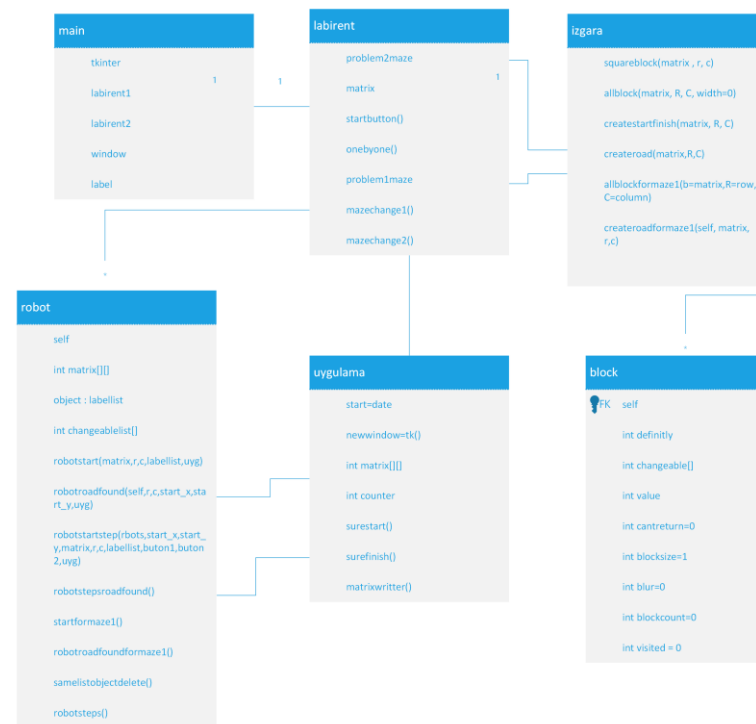 main
tkinter
labirent1
labirent2
window
label
1
1
labirent
problem2maze
matrix
startbutton()
onebyone()
problem1maze
mazechange1()
mazechange2()
1
izgara
squareblock(matrix , r, c)
allblock(matrix, R, C, width=0)
createstartfinish(matrix, R, C)
createroad(matrix,R,C)
allblockformaze1(b=matrix,R=row,
C=column)
createroadformaze1(self, matrix,
r,c)
*
robot
self
int matrix[][]
object : labellist
int changeablelist[]
robotstart(matrix,r,c,labellist,uyg)
robotroadfound(self,r,c,start_x,sta
rt_y,uyg)
robotstartstep(rbots,start_x,start_
y,matrix,r,c,labellist,buton1,buton
2,uyg)
robotstepsroadfound()
startformaze1()
robotroadfoundformaze1()
samelistobjectdelete()
robotsteps()
uygulama
start=date
newwindow=tk()
int matrix[][]
int counter
surestart()
surefinish()
matrixwritter()
*
block
FK self
int definitly
int changeable[]
int value
int cantreturn=0
int blocksize=1
int blur=0
int blockcount=0
int visited = 0